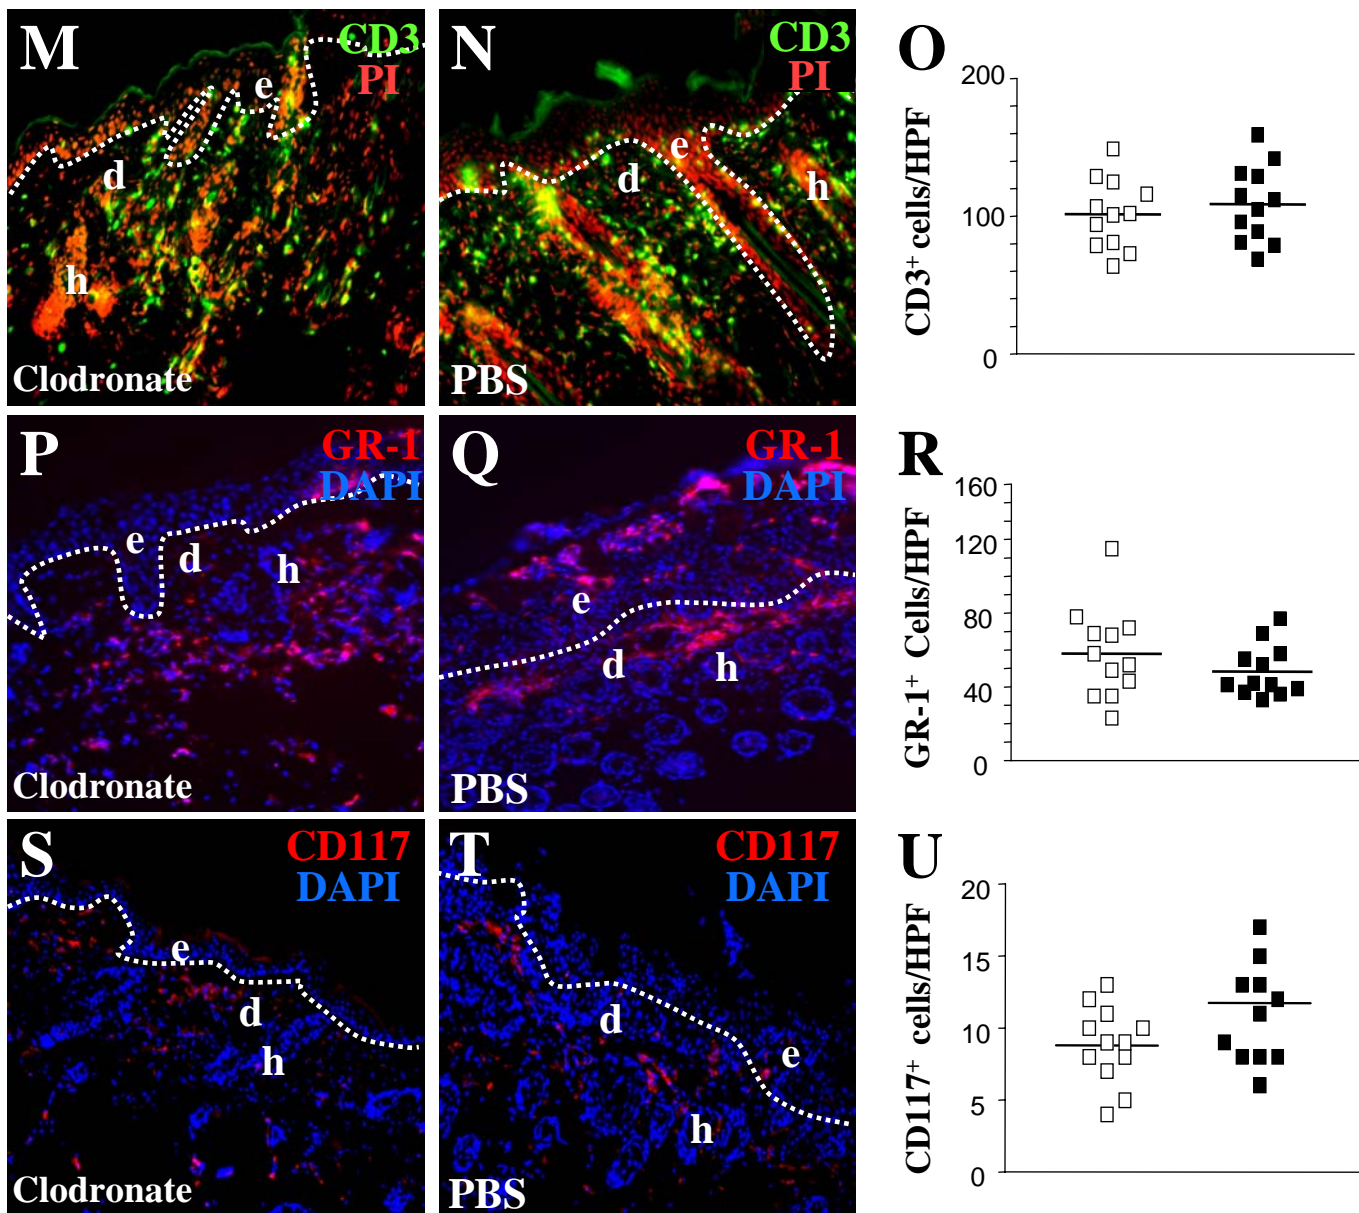 M
CD3
PI
e
d
h
Clodronate
N
CD3
PI
e
d
h
PBS
O
CD3+ cells/HPF
200
100
0
P
GR-1
DAPI
e
d
h
Clodronate
Q
GR-1
DAPI
e
d
h
PBS
R
GR-1+ Cells/HPF
160
120
80
40
0
S
CD117
DAPI
e
d
h
Clodronate
T
CD117
DAPI
d
e
h
PBS
U
CD117+ cells/HPF
20
15
10
5
0